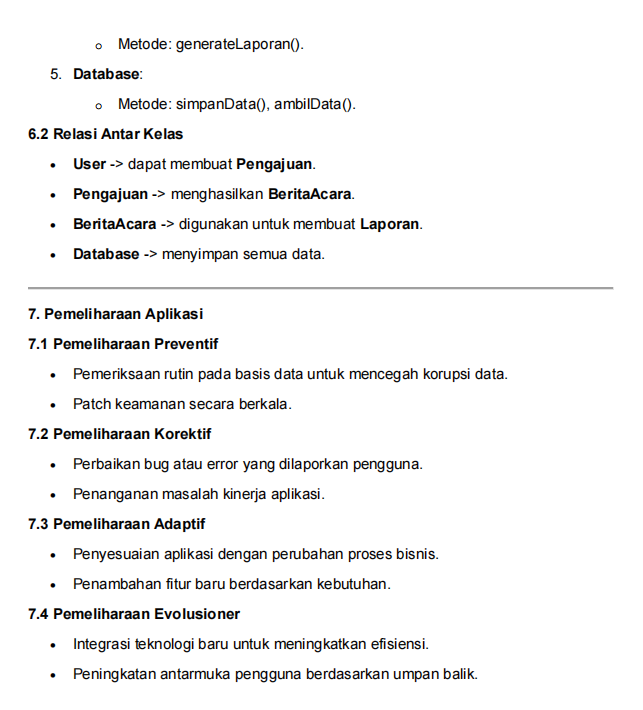 o Metode: generateLaporan().
5. Database:
o Metode: simpanData(), ambilData().
6.2 Relasi Antar Kelas
• User -> dapat membuat Pengajuan.
• Pengajuan -> menghasilkan BeritaAcara.
• BeritaAcara -> digunakan untuk membuat Laporan.
• Database -> menyimpan semua data.
7. Pemeliharaan Aplikasi
7.1 Pemeliharaan Preventif
• Pemeriksaan rutin pada basis data untuk mencegah korupsi data.
• Patch keamanan secara berkala.
7.2 Pemeliharaan Korektif
• Perbaikan bug atau error yang dilaporkan pengguna.
• Penanganan masalah kinerja aplikasi.
7.3 Pemeliharaan Adaptif
• Penyesuaian aplikasi dengan perubahan proses bisnis.
• Penambahan fitur baru berdasarkan kebutuhan.
7.4 Pemeliharaan Evolusioner
• Integrasi teknologi baru untuk meningkatkan efisiensi.
• Peningkatan antarmuka pengguna berdasarkan umpan balik.